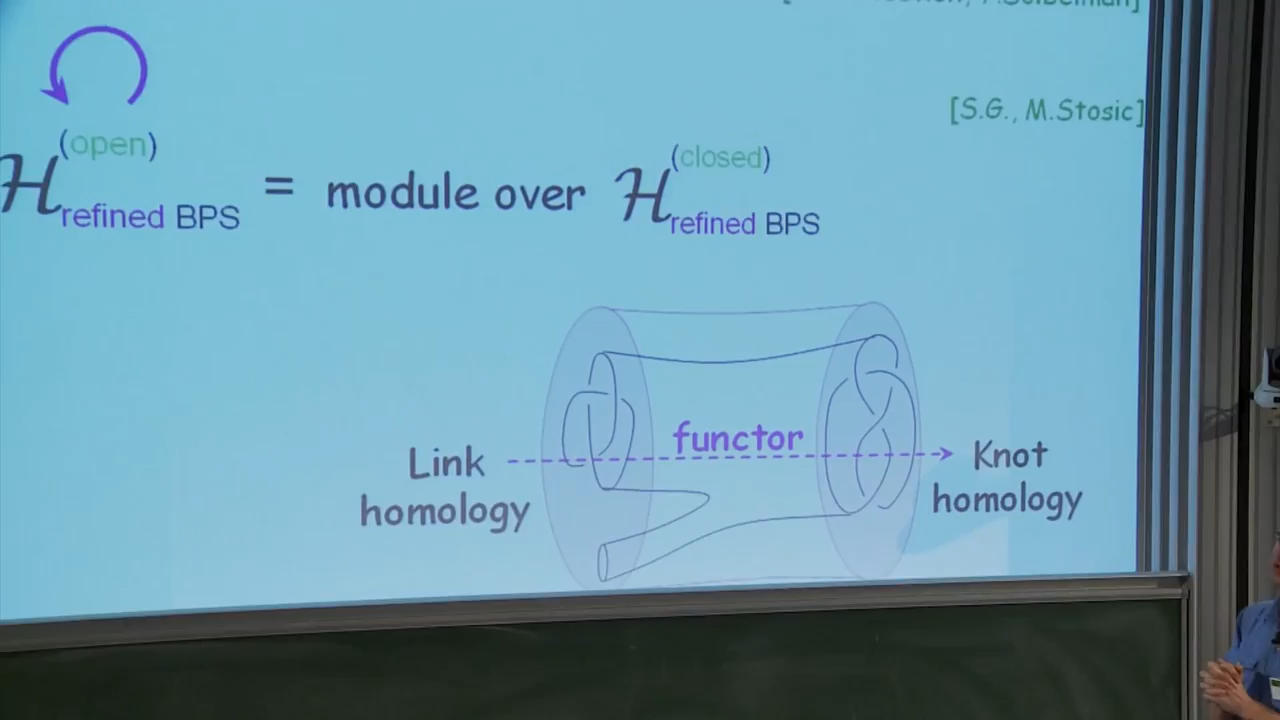 [S.G., M.Stosic]
ℋ (open) refined BPS = module over ℋ (closed) refined BPS
functor
Link homology
Knot homology